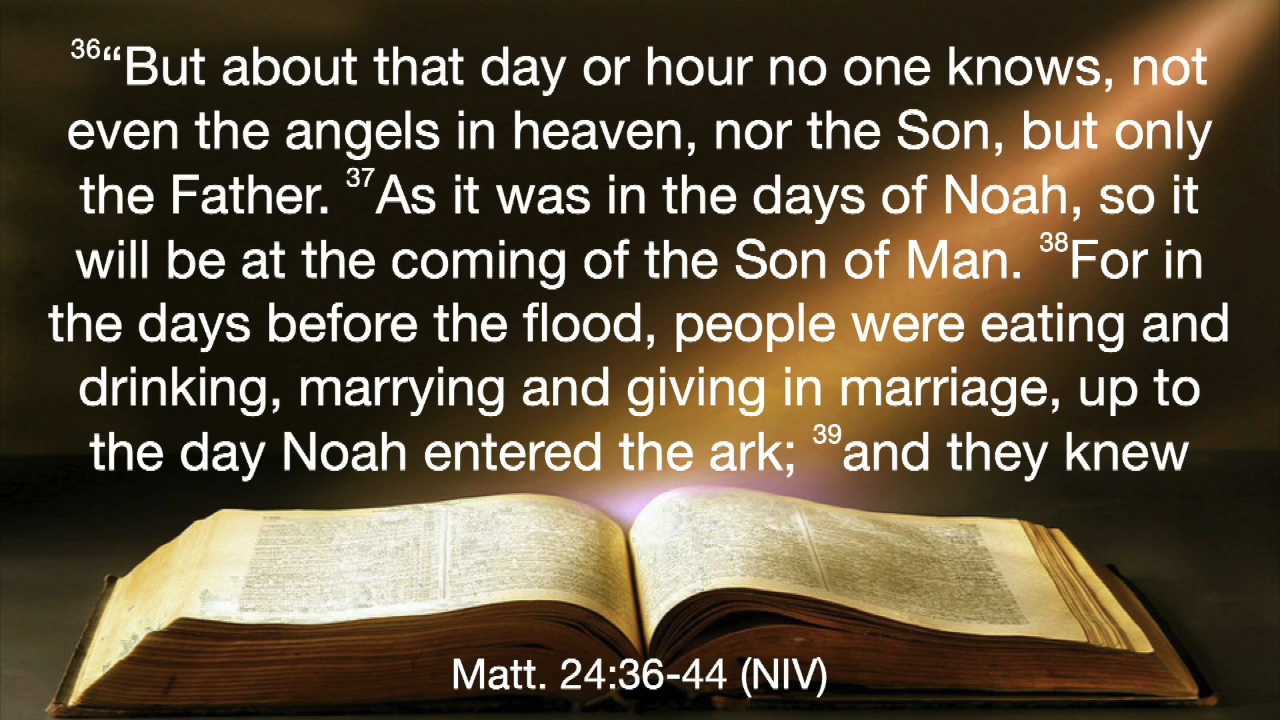 ³⁶“But about that day or hour no one knows, not
even the angels in heaven, nor the Son, but only
the Father. ³⁷As it was in the days of Noah, so it
will be at the coming of the Son of Man. ³⁸For in
the days before the flood, people were eating and
drinking, marrying and giving in marriage, up to
the day Noah entered the ark; ³⁹and they knew
Matt. 24:36-44 (NIV)